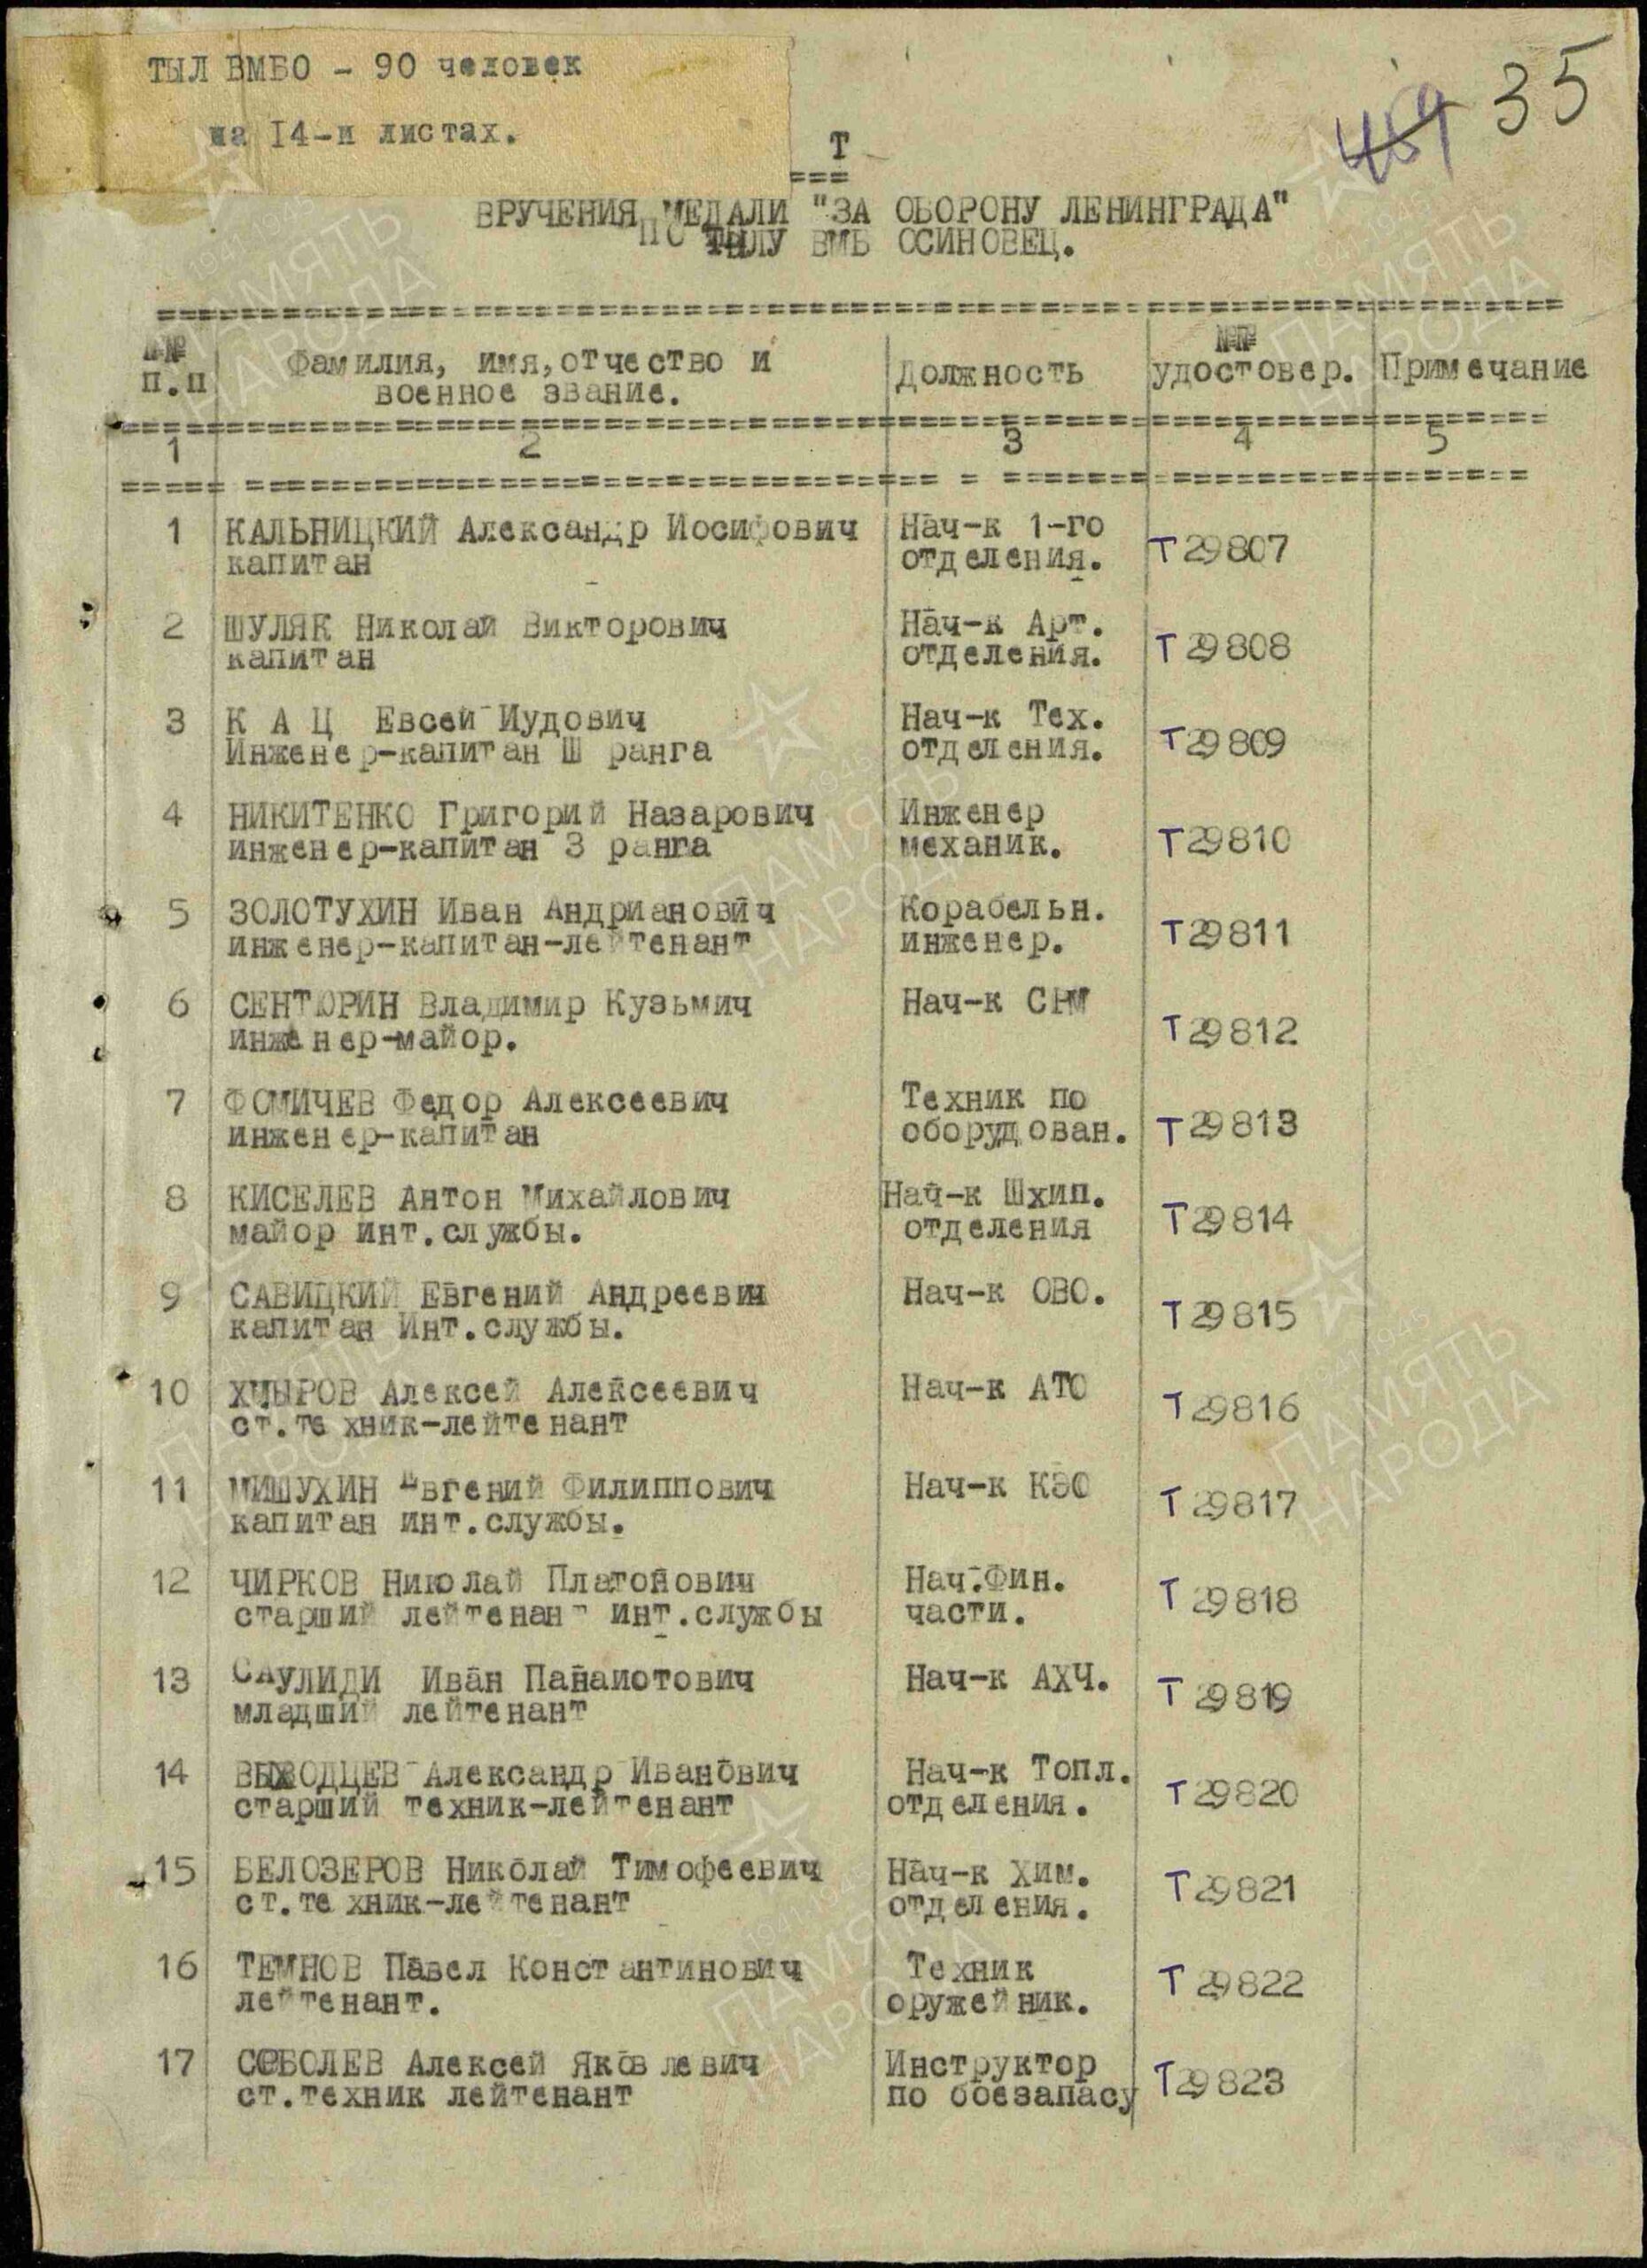 ТЫЛ ВМБО - 90 человек
на 14-и листах.
35
Т
===
ВРУЧЕНИЯ МЕДАЛИ "ЗА ОБОРОНУ ЛЕНИНГРАДА"
ПО ТЫЛУ ВМБ ОСИНОВЕЦ.
№№ п.п Фамилия, имя, отчество и военное звание. Должность №№ удостовер. Примечание
1 2 3 4 5
1 КАЛЬНИЦКИЙ Александр Иосифович Нач-к 1-го
капитан отделения. Т 29807
2 ШУЛЯК Николай Викторович Нач-к Арт.
капитан отделения. Т 29808
3 К А Ц Евсей Иудович Нач-к Тех.
Инженер-капитан Ш ранга отделения. Т 29809
4 НИКИТЕНКО Григорий Назарович Инженер
инженер-капитан 3 ранга механик. Т 29810
5 ЗОЛОТУХИН Иван Андрианович Корабельн.
инженер-капитан-лейтенант инженер. Т 29811
6 СЕНТЮРИН Владимир Кузьмич Нач-к СРМ
инженер-майор. Т 29812
7 ФОМИЧЕВ Федор Алексеевич Техник по
инженер-капитан оборудован. Т 29813
8 КИСЕЛЕВ Антон Михайлович Нач-к Шхип.
майор инт.службы. отделения Т 29814
9 САВИЦКИЙ Евгений Андреевич Нач-к ОВО.
капитан Инт.службы. Т 29815
10 Алексей Алексеевич Нач-к АТО
ст.техник-лейтенант Т 29816
11 МИШУХИН Евгений Филиппович Нач-к КЭО
капитан инт.службы. Т 29817
12 ЧИРКОВ Николай Платонович Нач.Фин.
старший лейтенант инт.службы части. Т 29818
13 САУЛИДИ Иван Панаиотович Нач-к АХЧ.
младший лейтенант Т 29819
14 ВЫВОДЦЕВ Александр Иванович Нач-к Топл.
старший техник-лейтенант отделения. Т 29820
15 БЕЛОЗЕРОВ Николай Тимофеевич Нач-к Хим.
ст.техник-лейтенант отделения. Т 29821
16 ТЕМНОВ Павел Константинович Техник
лейтенант. оружейник. Т 29822
17 СОБОЛЕВ Алексей Яковлевич Инструктор
ст.техник лейтенант по боезапасу Т 29823